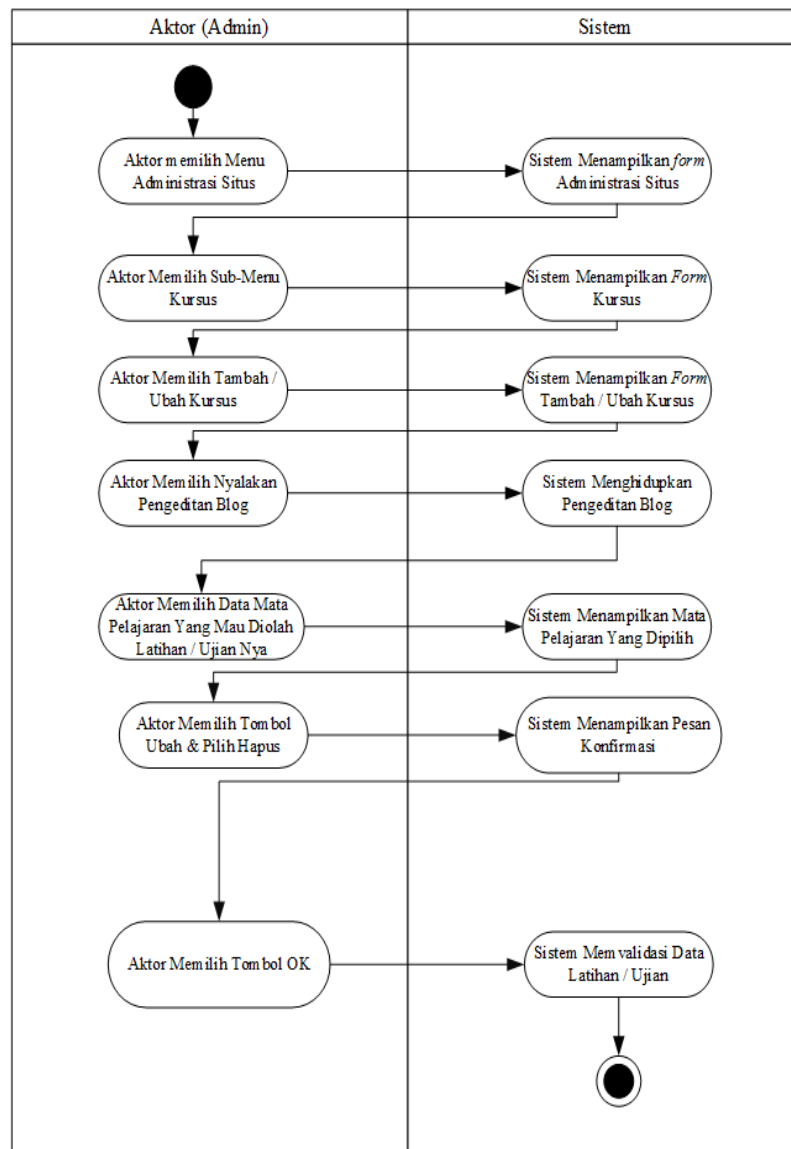 Aktor (Admin)
Sistem
Aktor memilih Menu
Administrasi Situs
Sistem Menampilkan form
Administrasi Situs
Aktor Memilih Sub-Menu
Kursus
Sistem Menampilkan Form
Kursus
Aktor Memilih Tambah /
Ubah Kursus
Sistem Menampilkan Form
Tambah / Ubah Kursus
Aktor Memilih Nyalakan
Pengeditan Blog
Sistem Menghidupkan
Pengeditan Blog
Aktor Memilih Data Mata
Pelajaran Yang Mau Diolah
Latihan / Ujian Nya
Sistem Menampilkan Mata
Pelajaran Yang Dipilih
Aktor Memilih Tombol
Ubah & Pilih Hapus
Sistem Menampilkan Pesan
Konfirmasi
Aktor Memilih Tombol OK
Sistem Memvalidasi Data
Latihan / Ujian